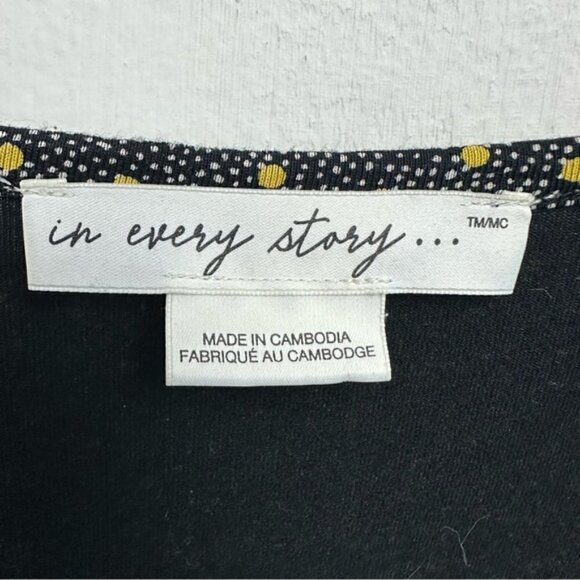 in every story... TM/MC
MADE IN CAMBODIA
FABRIQUÉ AU CAMBODGE